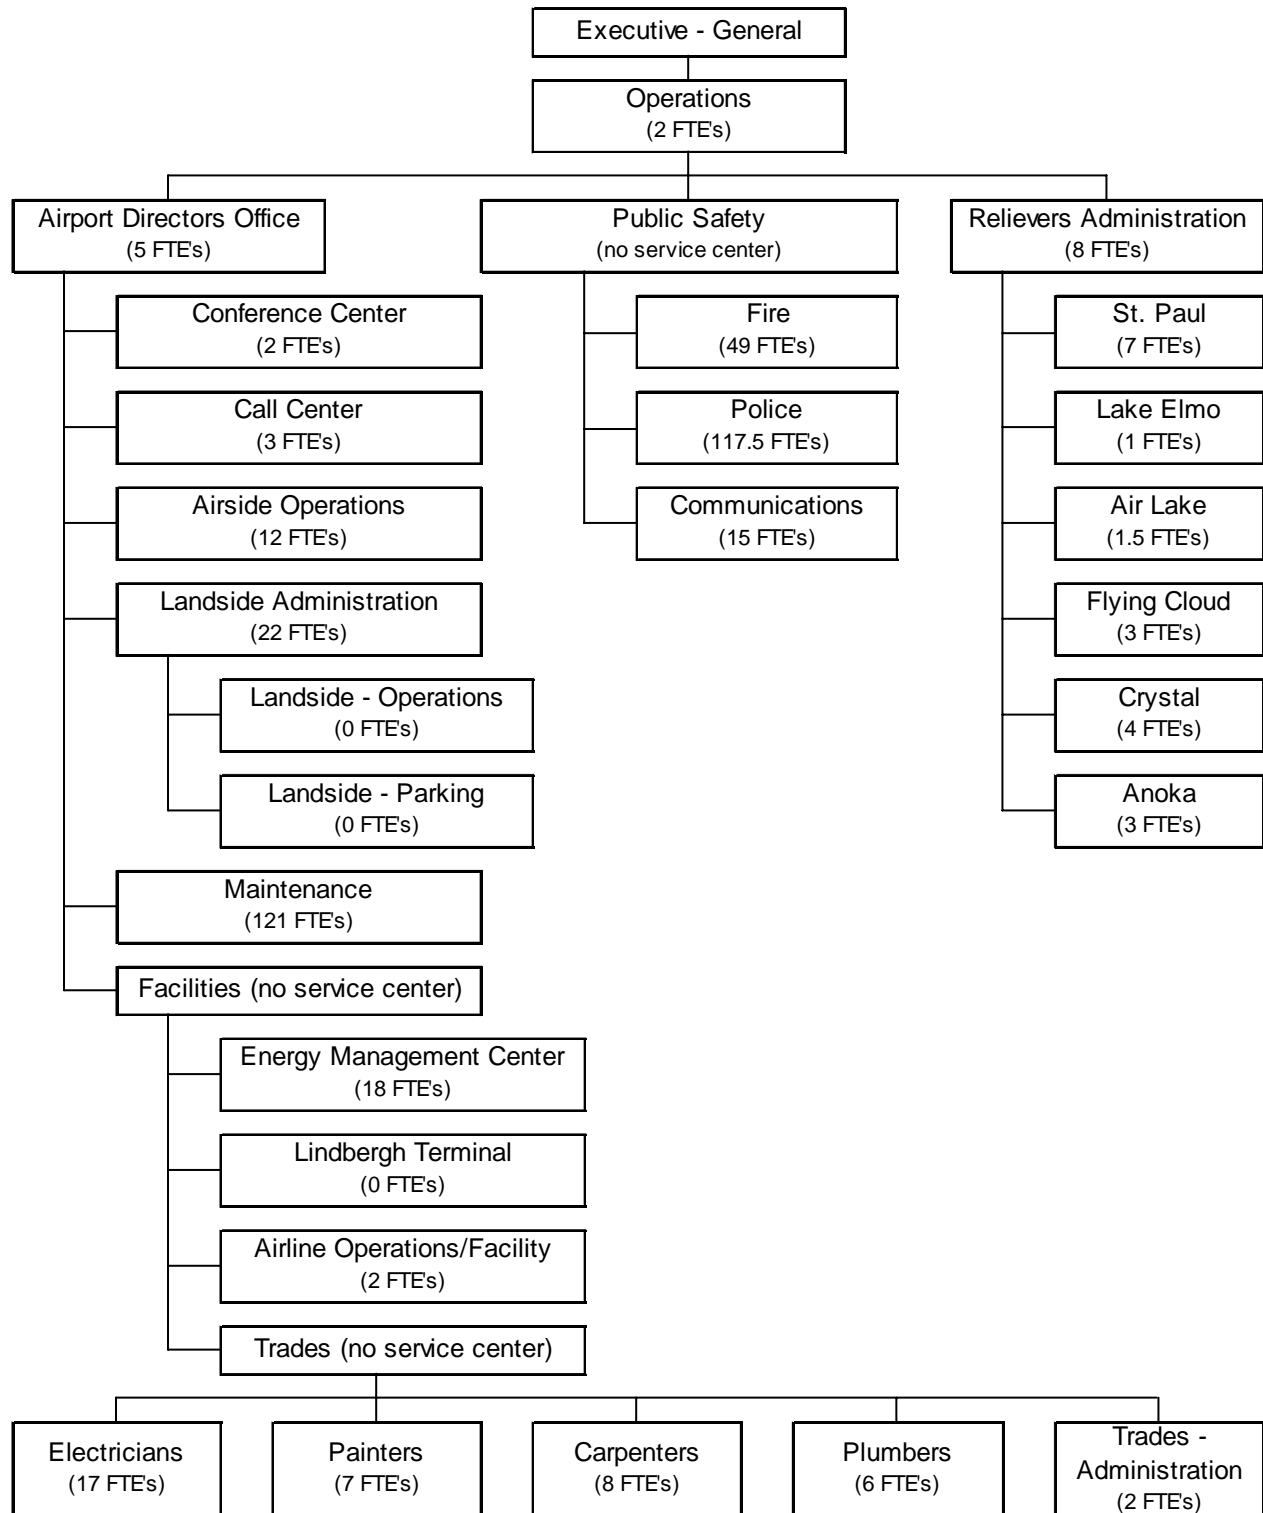 Executive - General
Operations
(2 FTE's)
Airport Directors Office
(5 FTE's)
Public Safety
(no service center)
Relievers Administration
(8 FTE's)
Conference Center
(2 FTE's)
Call Center
(3 FTE's)
Airside Operations
(12 FTE's)
Landside Administration
(22 FTE's)
Landside - Operations
(0 FTE's)
Landside - Parking
(0 FTE's)
Maintenance
(121 FTE's)
Facilities (no service center)
Energy Management Center
(18 FTE's)
Lindbergh Terminal
(0 FTE's)
Airline Operations/Facility
(2 FTE's)
Trades (no service center)
Electricians
(17 FTE's)
Painters
(7 FTE's)
Carpenters
(8 FTE's)
Plumbers
(6 FTE's)
Trades -
Administration
(2 FTE's)
Fire
(49 FTE's)
Police
(117.5 FTE's)
Communications
(15 FTE's)
St. Paul
(7 FTE's)
Lake Elmo
(1 FTE's)
Air Lake
(1.5 FTE's)
Flying Cloud
(3 FTE's)
Crystal
(4 FTE's)
Anoka
(3 FTE's)